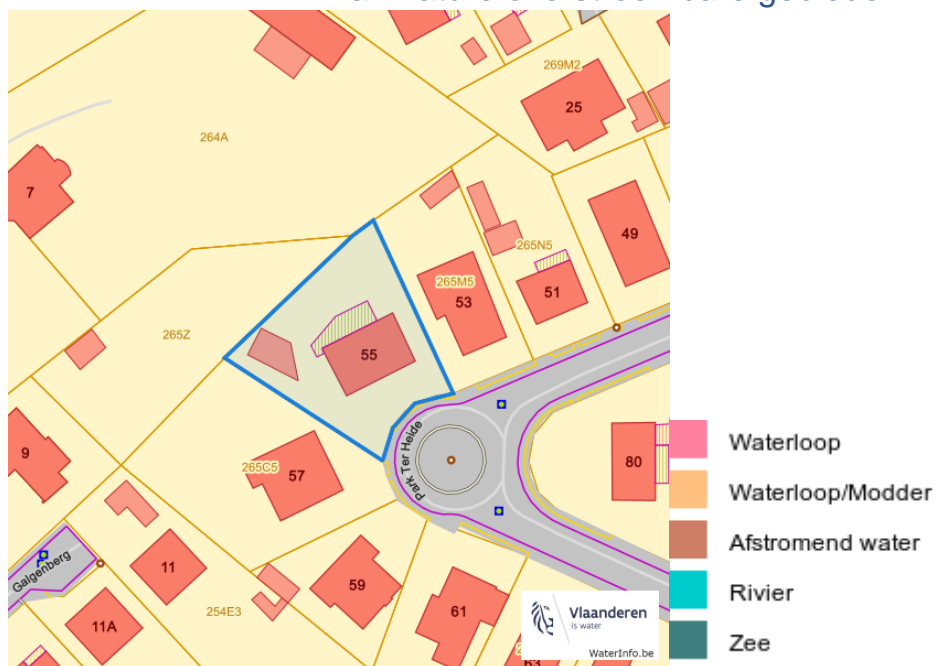 269M2
25
264A
7
49
265N5
265M5
53
51
265Z
55
9
265C5
57
Park Ter Heide
80
Waterloop
Waterloop/Modder
Afstromend water
Rivier
Zee
Galgenberg
11
59
254E3
11A
61
Vlaanderen
is water
WaterInfo.be